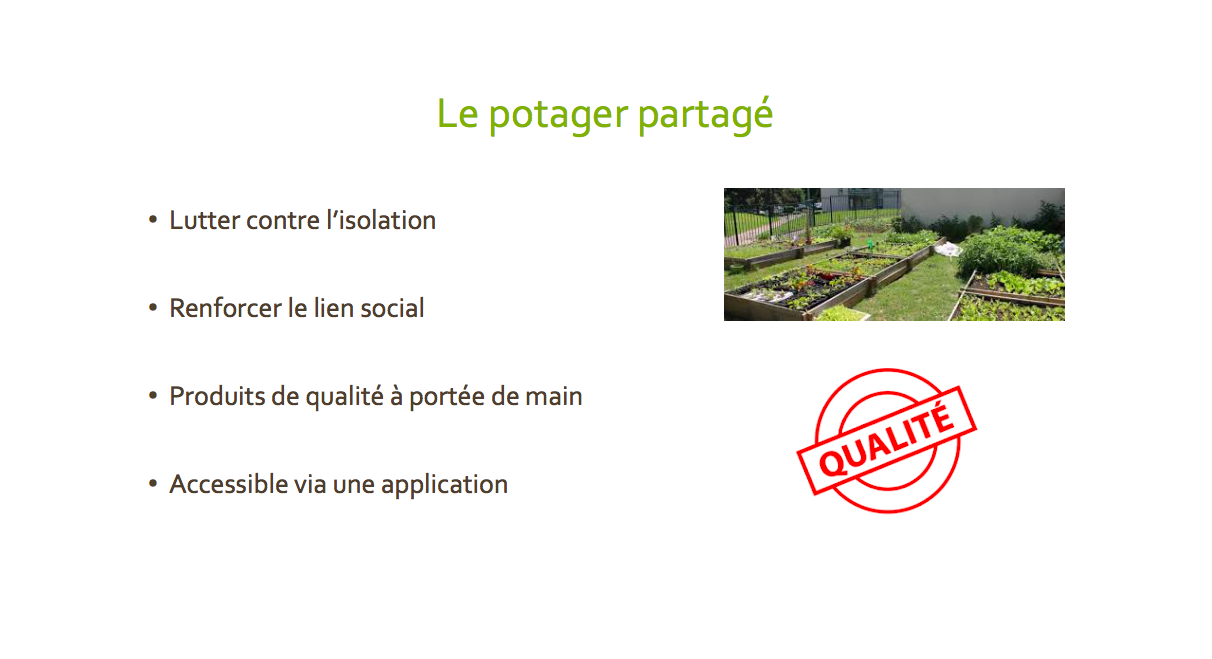 Le potager partagé
• Lutter contre l’isolation
• Renforcer le lien social
• Produits de qualité à portée de main
• Accessible via une application
QUALITÉ